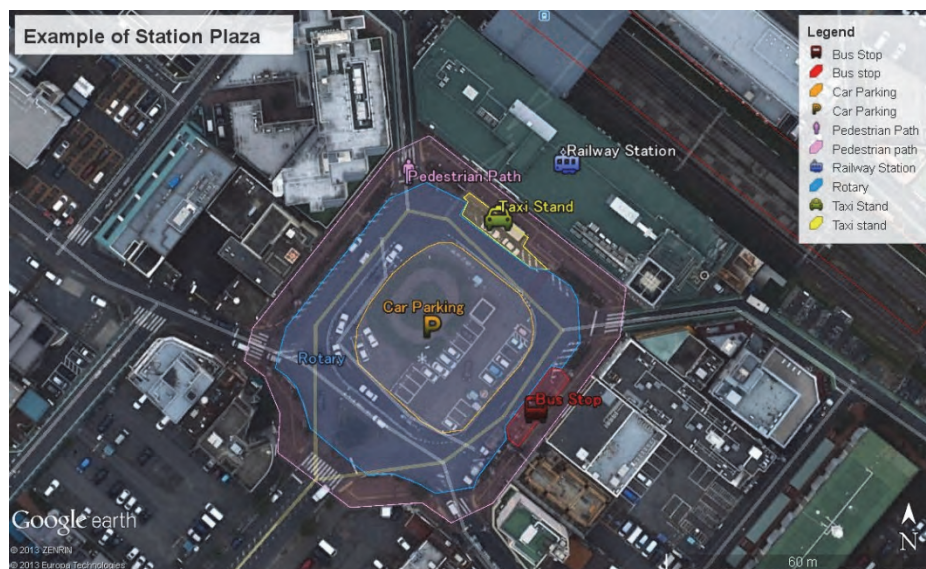 Example of Station Plaza
Legend
Bus Stop
Bus stop
Car Parking
Car Parking
Pedestrian Path
Pedestrian path
Railway Station
Rotary
Taxi Stand
Taxi stand
Railway Station
Pedestrian Path
Taxi Stand
Car Parking
P
Rotary
Bus Stop
Google earth
© 2013 ZENRIN
© 2013 Europa Technologies
60 m
N